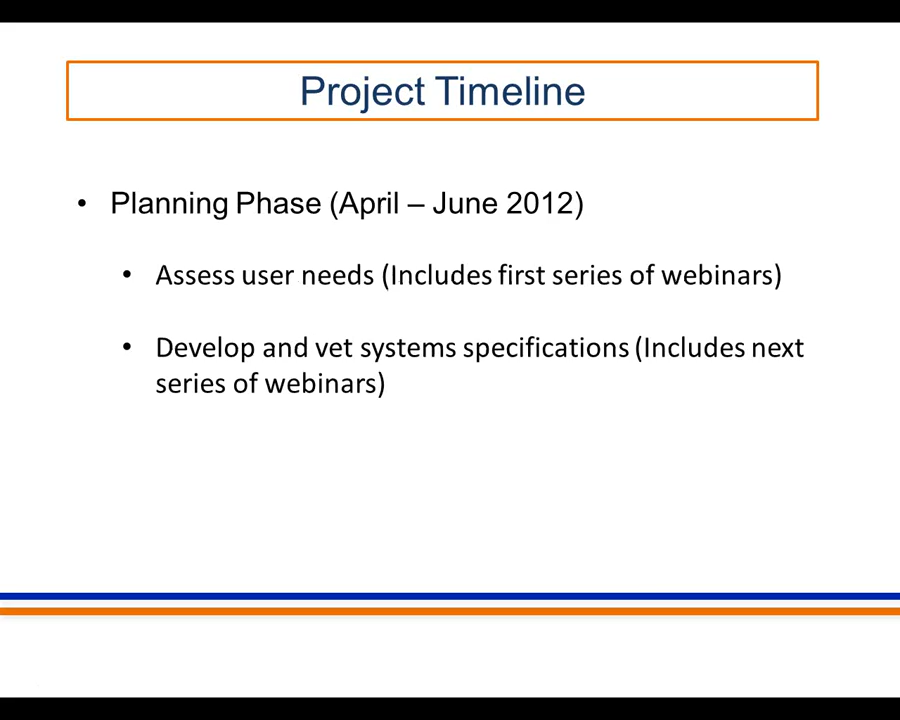 Project Timeline
• Planning Phase (April – June 2012)
• Assess user needs (Includes first series of webinars)
• Develop and vet systems specifications (Includes next
series of webinars)